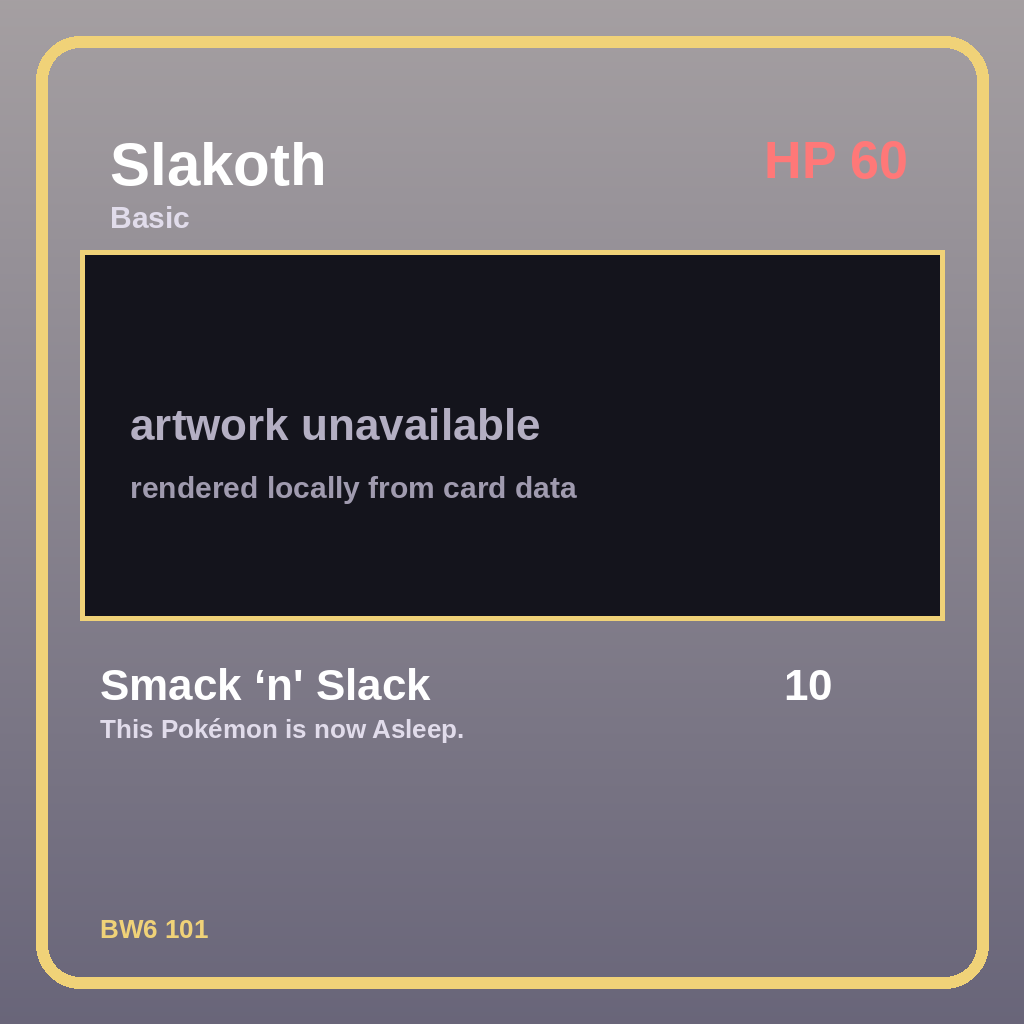 Slakoth
HP 60
Basic
artwork unavailable
rendered locally from card data
Smack ‘n' Slack
10
This Pokémon is now Asleep.
BW6 101